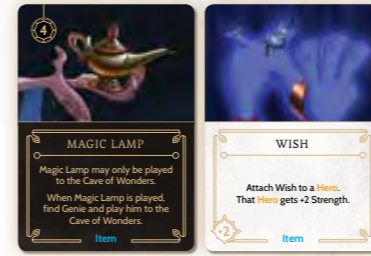 4
MAGIC LAMP
Magic Lamp may only be played
to the Cave of Wonders.
When Magic Lamp is played,
find Genie and play him to the
Cave of Wonders.
Item
WISH
Attach Wish to a Hero.
That Hero gets +2 Strength.
+2
Item